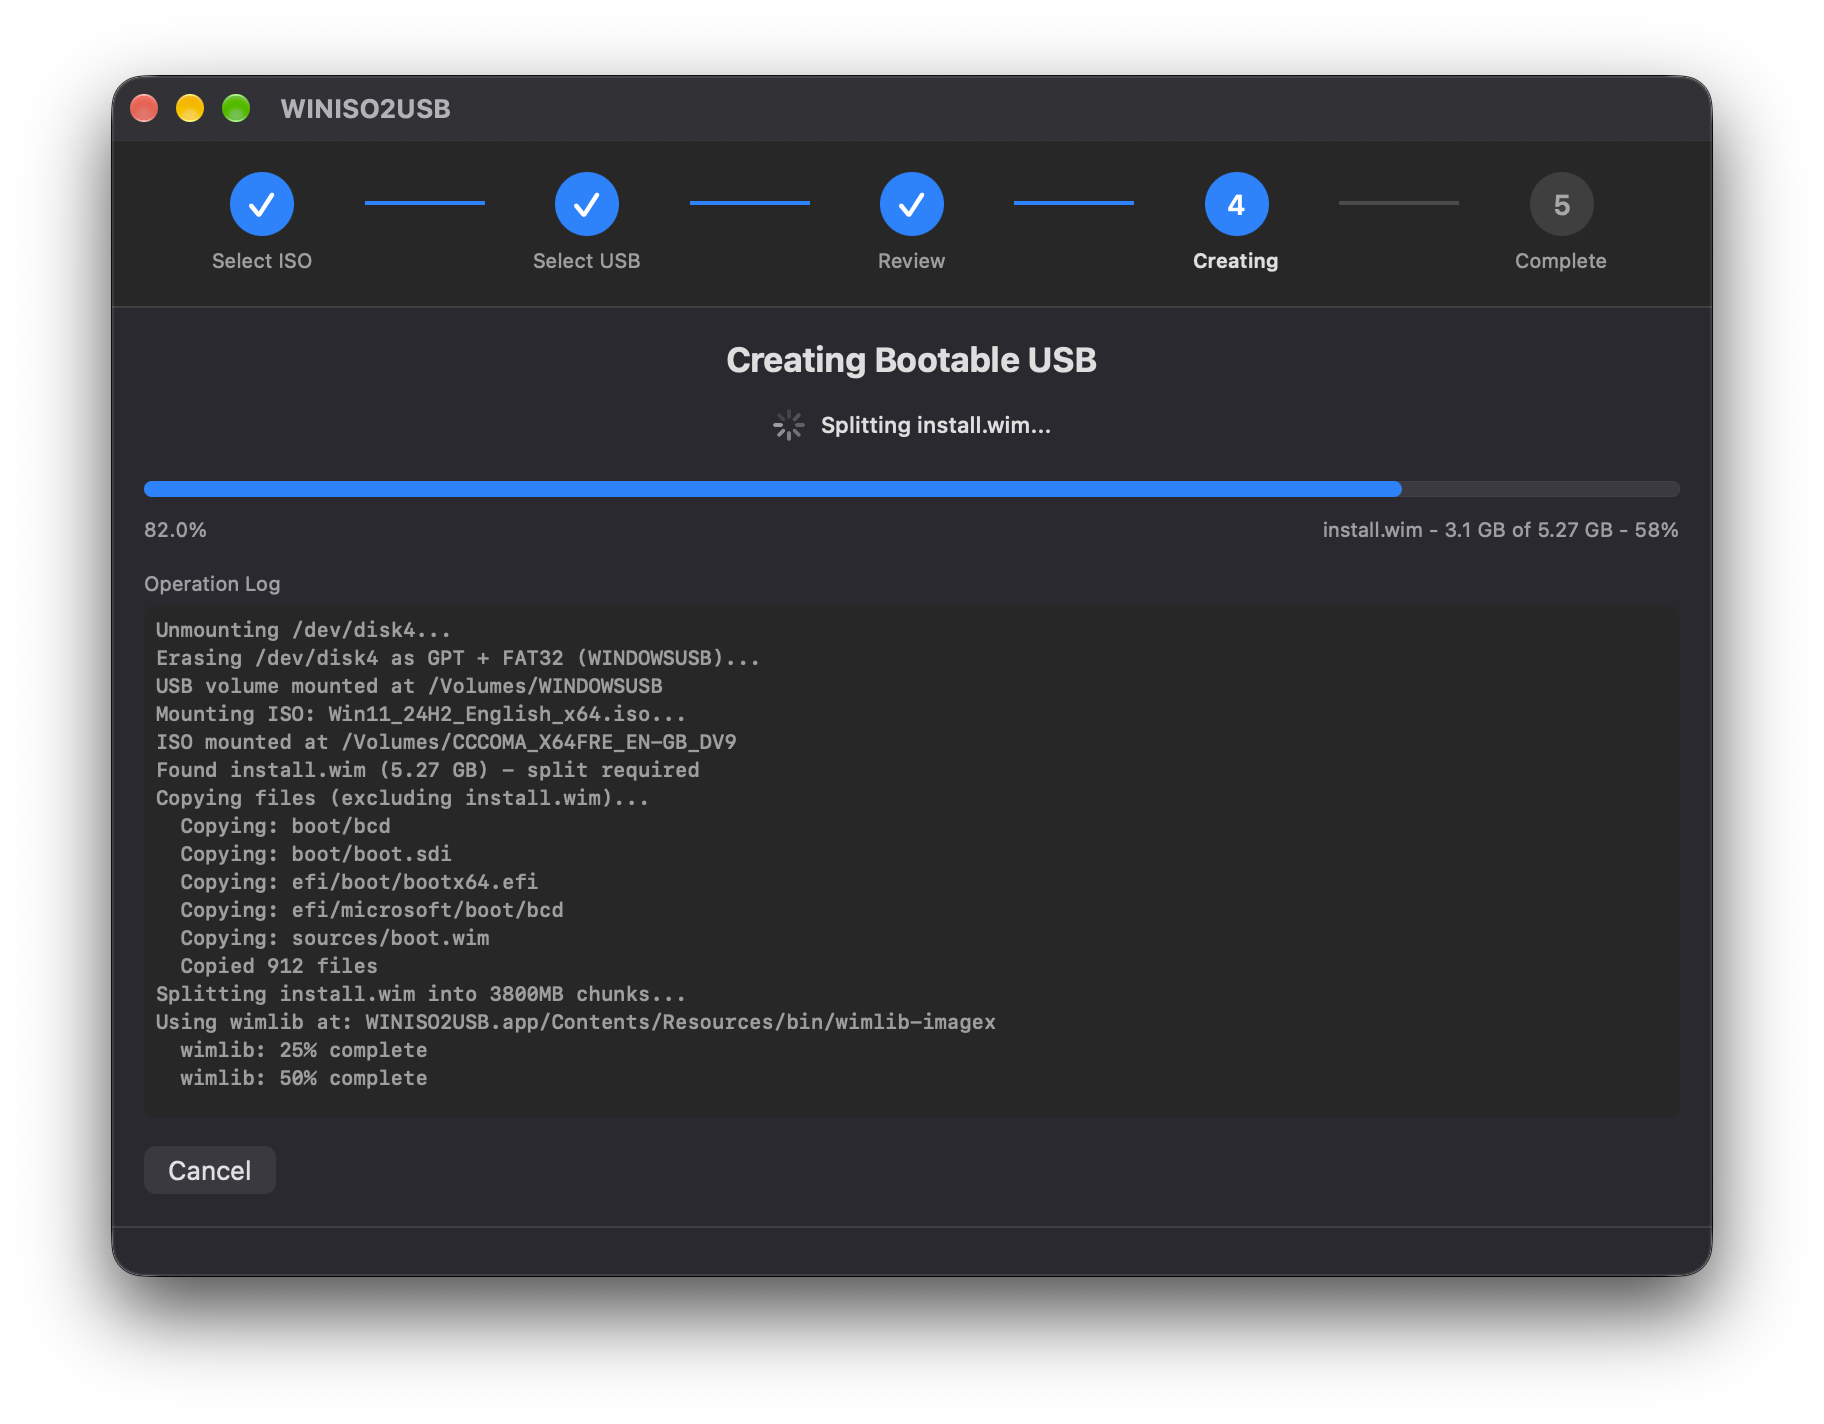 WINISO2USB
4
5
Select ISO
Select USB
Review
Creating
Complete
Creating Bootable USB
Splitting install.wim...
82.0%
install.wim - 3.1 GB of 5.27 GB - 58%
Operation Log
Unmounting /dev/disk4...
Erasing /dev/disk4 as GPT + FAT32 (WINDOWSUSB)...
USB volume mounted at /Volumes/WINDOWSUSB
Mounting ISO: Win11_24H2_English_x64.iso...
ISO mounted at /Volumes/CCCOMA_X64FRE_EN-GB_DV9
Found install.wim (5.27 GB) – split required
Copying files (excluding install.wim)...
Copying: boot/bcd
Copying: boot/boot.sdi
Copying: efi/boot/bootx64.efi
Copying: efi/microsoft/boot/bcd
Copying: sources/boot.wim
Copied 912 files
Splitting install.wim into 3800MB chunks...
Using wimlib at: WINISO2USB.app/Contents/Resources/bin/wimlib-imagex
wimlib: 25% complete
wimlib: 50% complete
Cancel